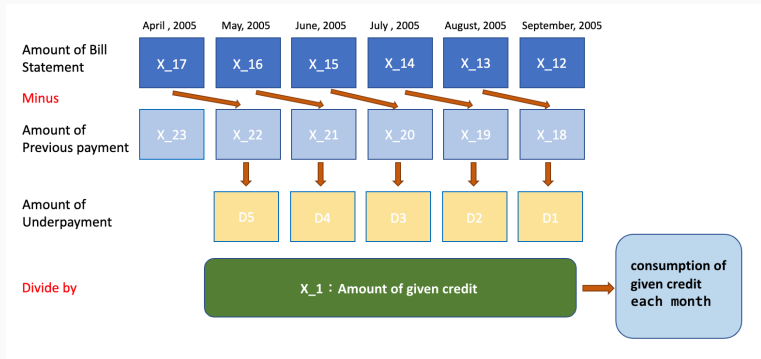 April , 2005 May, 2005 June, 2005 July , 2005 August, 2005 September, 2005
Amount of Bill
Statement
X_17 X_16 X_15 X_14 X_13 X_12
Minus
Amount of
Previous payment
X_23 X_22 X_21 X_20 X_19 X_18
Amount of
Underpayment
D5 D4 D3 D2 D1
Divide by
X_1：Amount of given credit
consumption of
given credit
each month